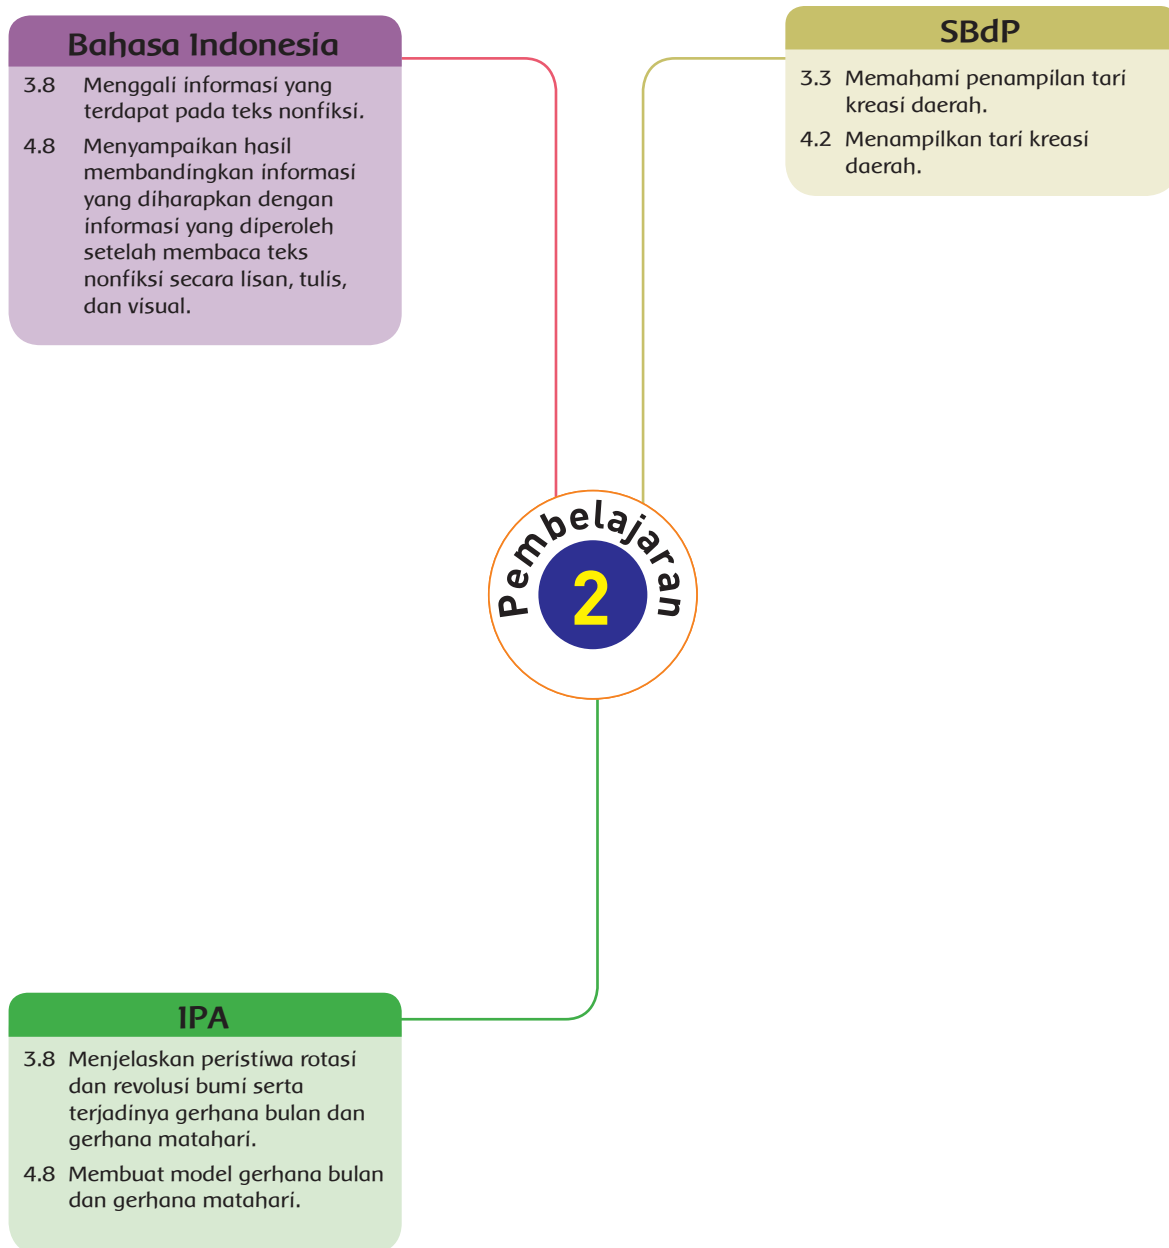 Bahasa Indonesia
3.8 Menggali informasi yang
terdapat pada teks nonfiksi.
4.8 Menyampaikan hasil
membandingkan informasi
yang diharapkan dengan
informasi yang diperoleh
setelah membaca teks
nonfiksi secara lisan, tulis,
dan visual.
SBdP
3.3 Memahami penampilan tari
kreasi daerah.
4.2 Menampilkan tari kreasi
daerah.
Pembelajaran
2
IPA
3.8 Menjelaskan peristiwa rotasi
dan revolusi bumi serta
terjadinya gerhana bulan dan
gerhana matahari.
4.8 Membuat model gerhana bulan
dan gerhana matahari.